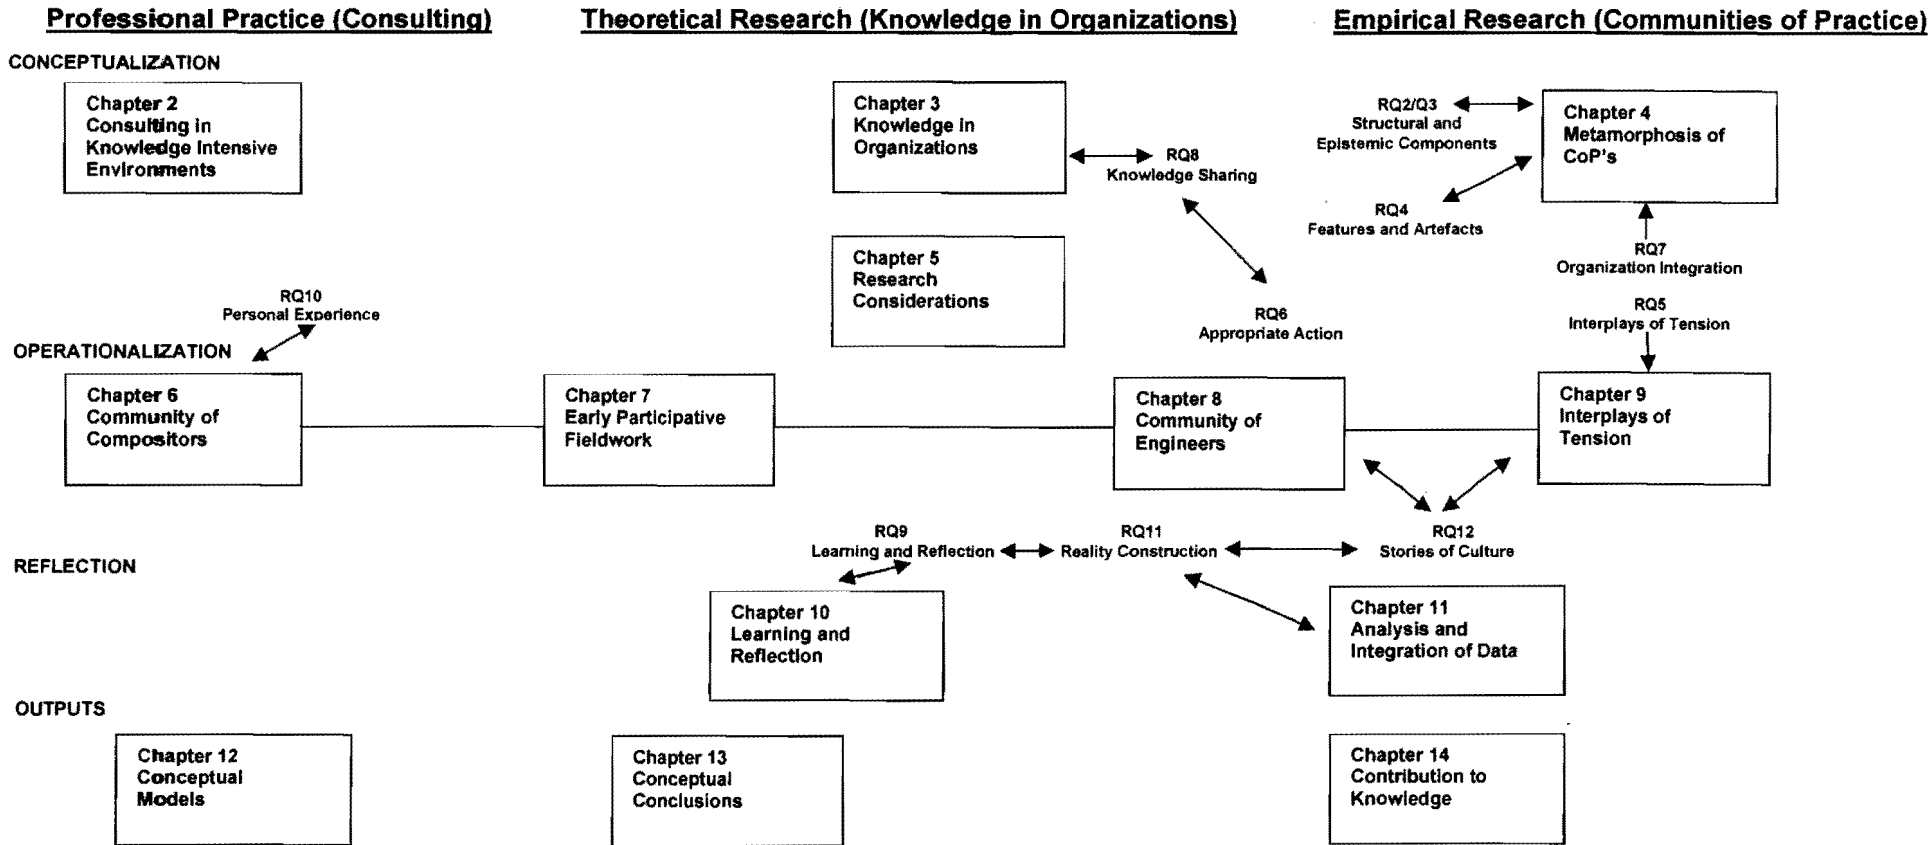 Professional Practice (Consulting)
Theoretical Research (Knowledge in Organizations)
Empirical Research (Communities of Practice)
CONCEPTUALIZATION
Chapter 2
Consulting in
Knowledge Intensive
Environments
Chapter 3
Knowledge in
Organizations
RQ8
Knowledge Sharing
RQ2/Q3
Structural and
Epistemic Components
Chapter 4
Metamorphosis of
CoP's
RQ4
Features and Artefacts
RQ7
Organization Integration
Chapter 5
Research
Considerations
RQ10
Personal Experience
RQ6
Appropriate Action
RQ5
Interplays of Tension
OPERATIONALIZATION
Chapter 6
Community of
Compositors
Chapter 7
Early Participative
Fieldwork
Chapter 8
Community of
Engineers
Chapter 9
Interplays of
Tension
RQ9
Learning and Reflection
RQ11
Reality Construction
RQ12
Stories of Culture
REFLECTION
Chapter 10
Learning and
Reflection
Chapter 11
Analysis and
Integration of Data
OUTPUTS
Chapter 12
Conceptual
Models
Chapter 13
Conceptual
Conclusions
Chapter 14
Contribution to
Knowledge